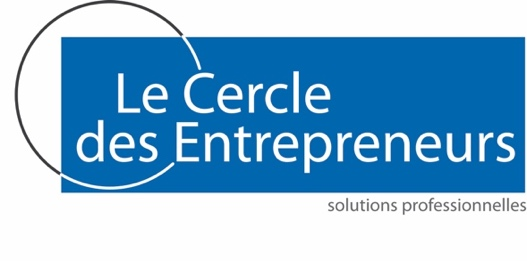 Le Cercle
des Entrepreneurs
solutions professionnelles